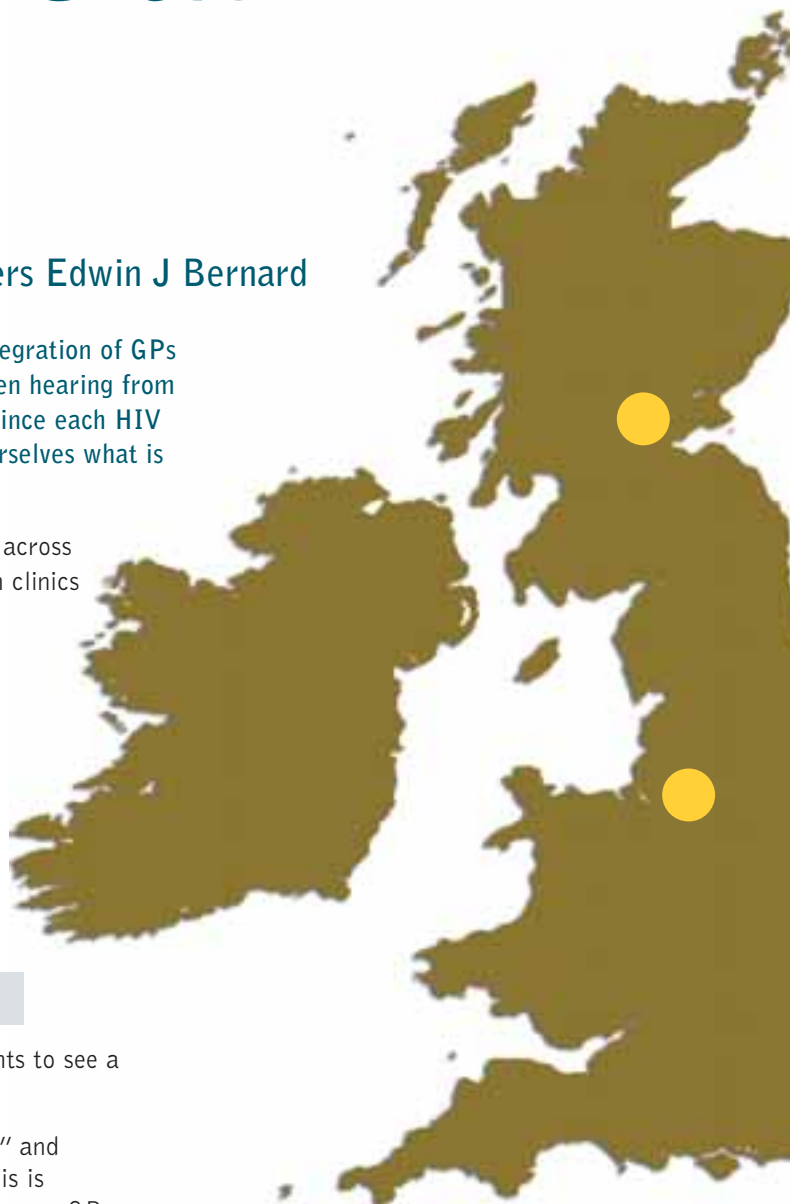 ers Edwin J Bernard
egration of GPs
en hearing from
ince each HIV
rselves what is
across
n clinics
nts to see a
" and
is is